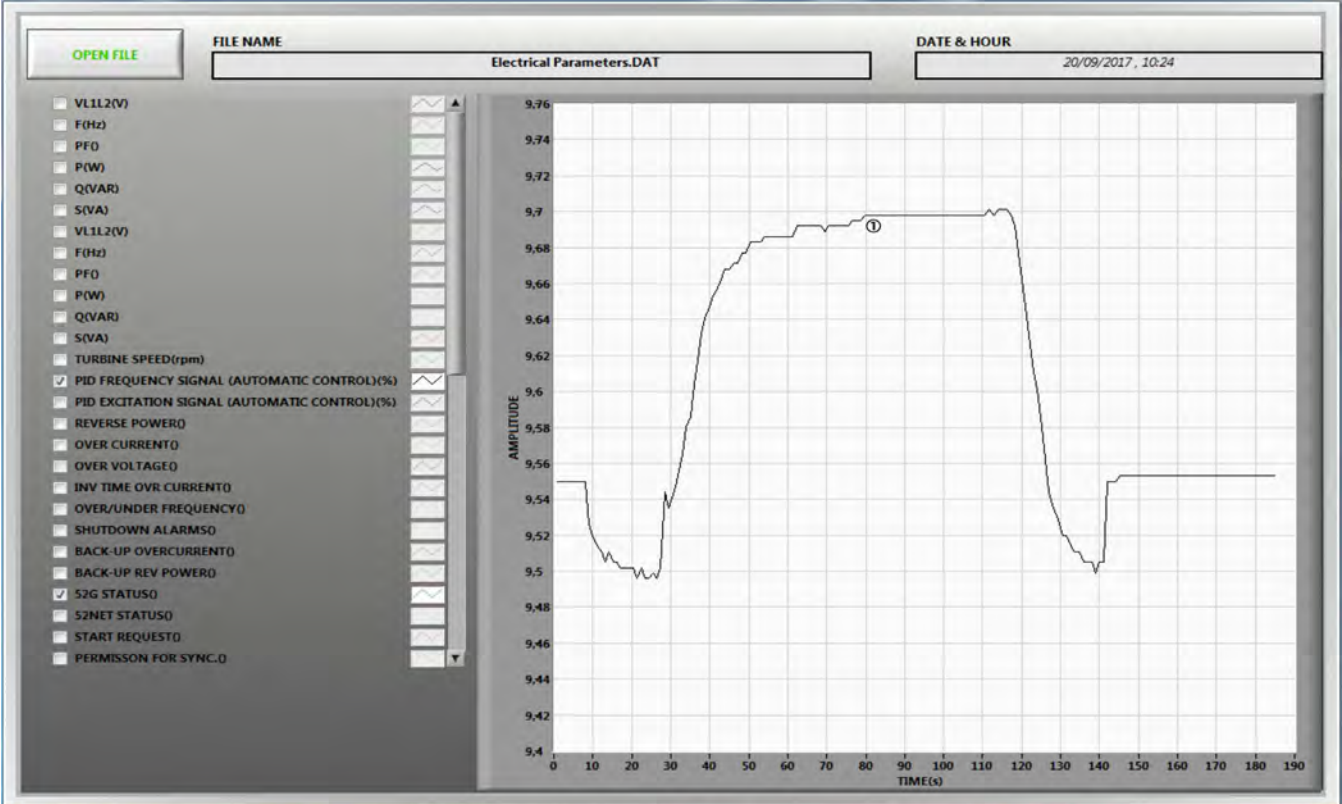 OPEN FILE
FILE NAME
Electrical Parameters.DAT
DATE & HOUR
20/09/2017 , 10:24
VL1L2(V)
F(Hz)
PF()
P(W)
Q(VAR)
S(VA)
VL1L2(V)
F(Hz)
PF()
P(W)
Q(VAR)
S(VA)
TURBINE SPEED(rpm)
PID FREQUENCY SIGNAL (AUTOMATIC CONTROL)(%)
PID EXCITATION SIGNAL (AUTOMATIC CONTROL)(%)
REVERSE POWER()
OVER CURRENT()
OVER VOLTAGE()
INV TIME OVR CURRENT()
OVER/UNDER FREQUENCY()
SHUTDOWN ALARMS()
BACK-UP OVERCURRENT()
BACK-UP REV POWER()
52G STATUS()
52NET STATUS()
START REQUEST()
PERMISSON FOR SYNC.()
AMPLITUDE
9,76
9,74
9,72
9,7
9,68
9,66
9,64
9,62
9,6
9,58
9,56
9,54
9,52
9,5
9,48
9,46
9,44
9,42
9,4
①
0 10 20 30 40 50 60 70 80 90 100 110 120 130 140 150 160 170 180 190
TIME(s)